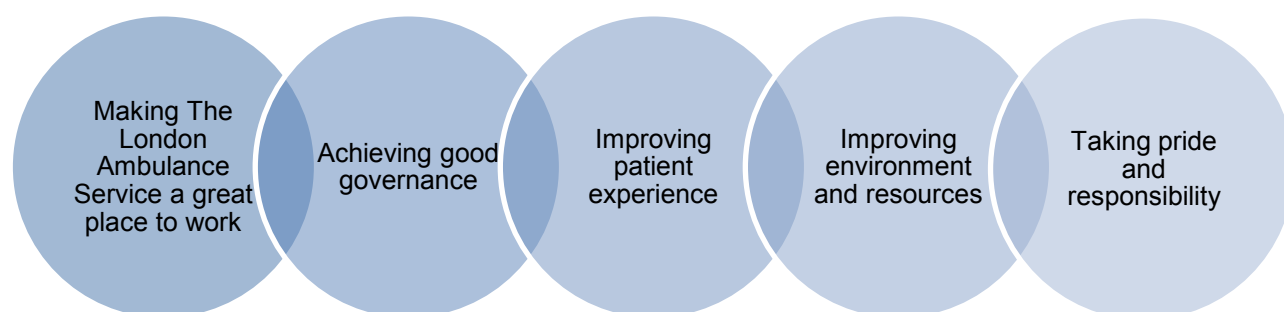 Making The
London
Ambulance
Service a great
place to work
Achieving good
governance
Improving
patient
experience
Improving
environment
and resources
Taking pride
and
responsibility